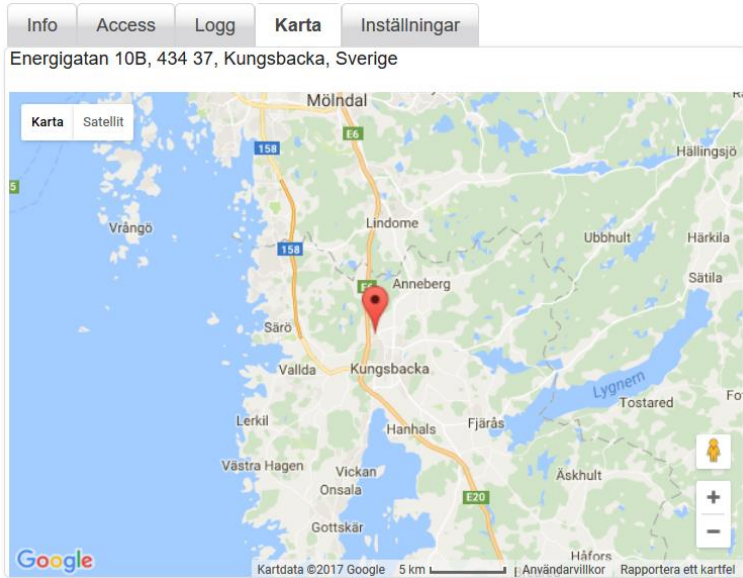 Info Access Logg Karta Inställningar
Energigatan 10B, 434 37, Kungsbacka, Sverige
Karta Satellit
Mölndal
E6
158
Hällingsjö
5
Vrångö
Lindome
Ubbhult
Härkila
158
Anneberg
Sätila
Särö
Vallda
Kungsbacka
Lygnern
Tostared
Lerkil
Hanhals
Fjärås
Västra Hagen
Vickan
Äskhult
Onsala
E20
Gottskär
Håfors
Google
Kartdata ©2017 Google 5 km Användarvillkor Rapportera ett kartfel